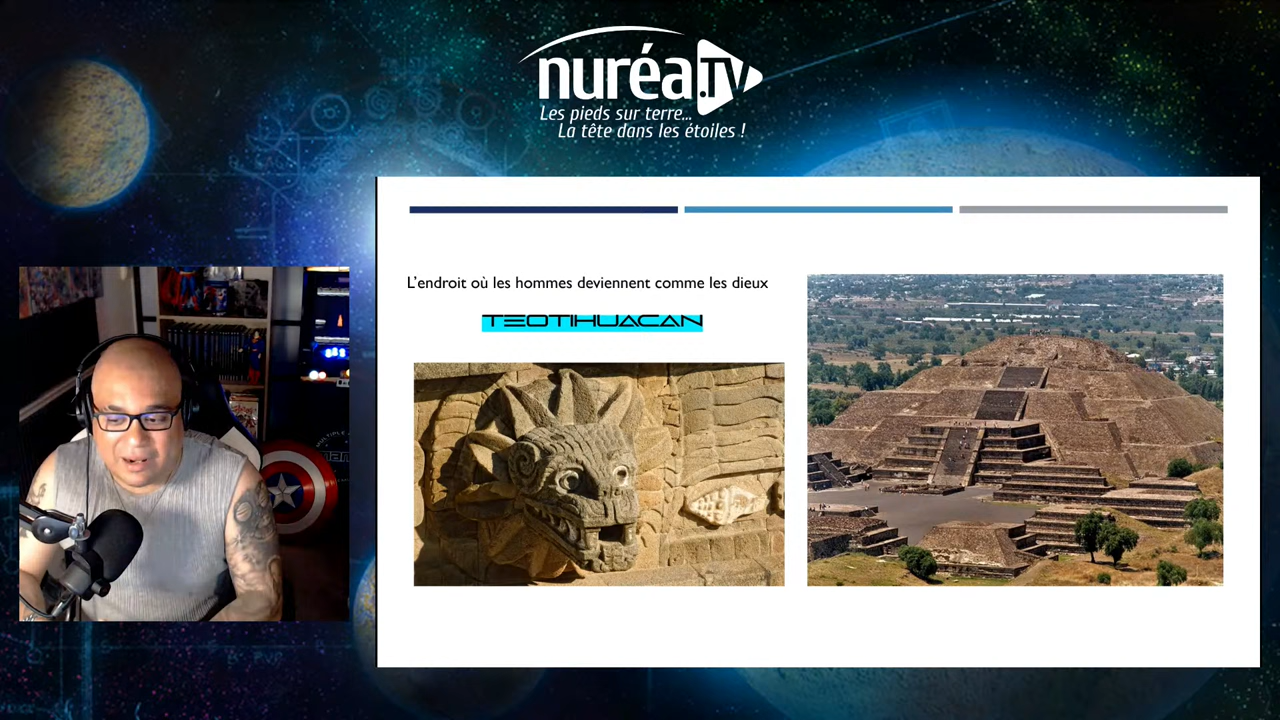 nuréa.TV
Les pieds sur terre...
La tête dans les étoiles !
L'endroit où les hommes deviennent comme les dieux
TEOTIHUACAN